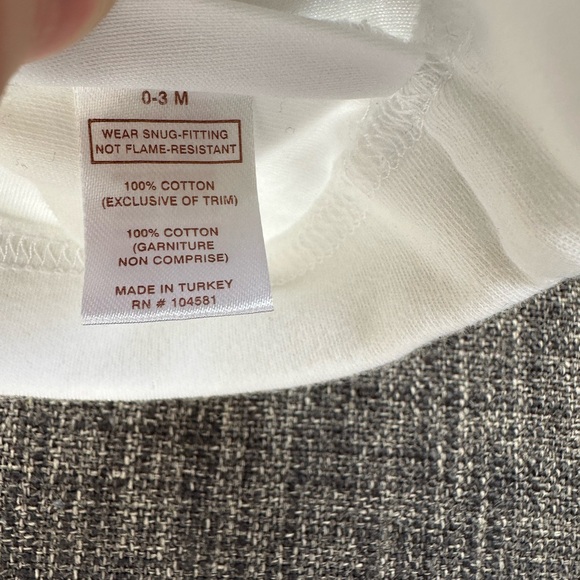 0-3 M
WEAR SNUG-FITTING
NOT FLAME-RESISTANT
100% COTTON
(EXCLUSIVE OF TRIM)
100% COTTON
(GARNITURE
NON COMPRISE)
MADE IN TURKEY
RN # 104581